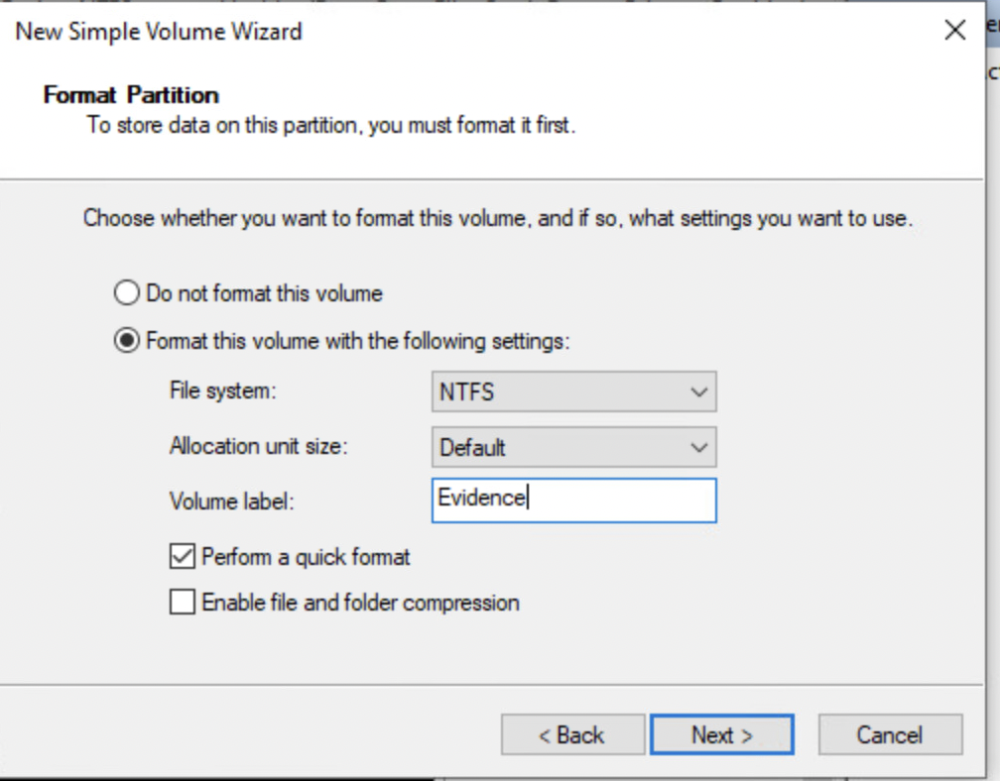 New Simple Volume Wizard
Format Partition
To store data on this partition, you must format it first.
Choose whether you want to format this volume, and if so, what settings you want to use.
Do not format this volume
Format this volume with the following settings:
File system: NTFS
Allocation unit size: Default
Volume label: Evidence
Perform a quick format
Enable file and folder compression
< Back Next > Cancel